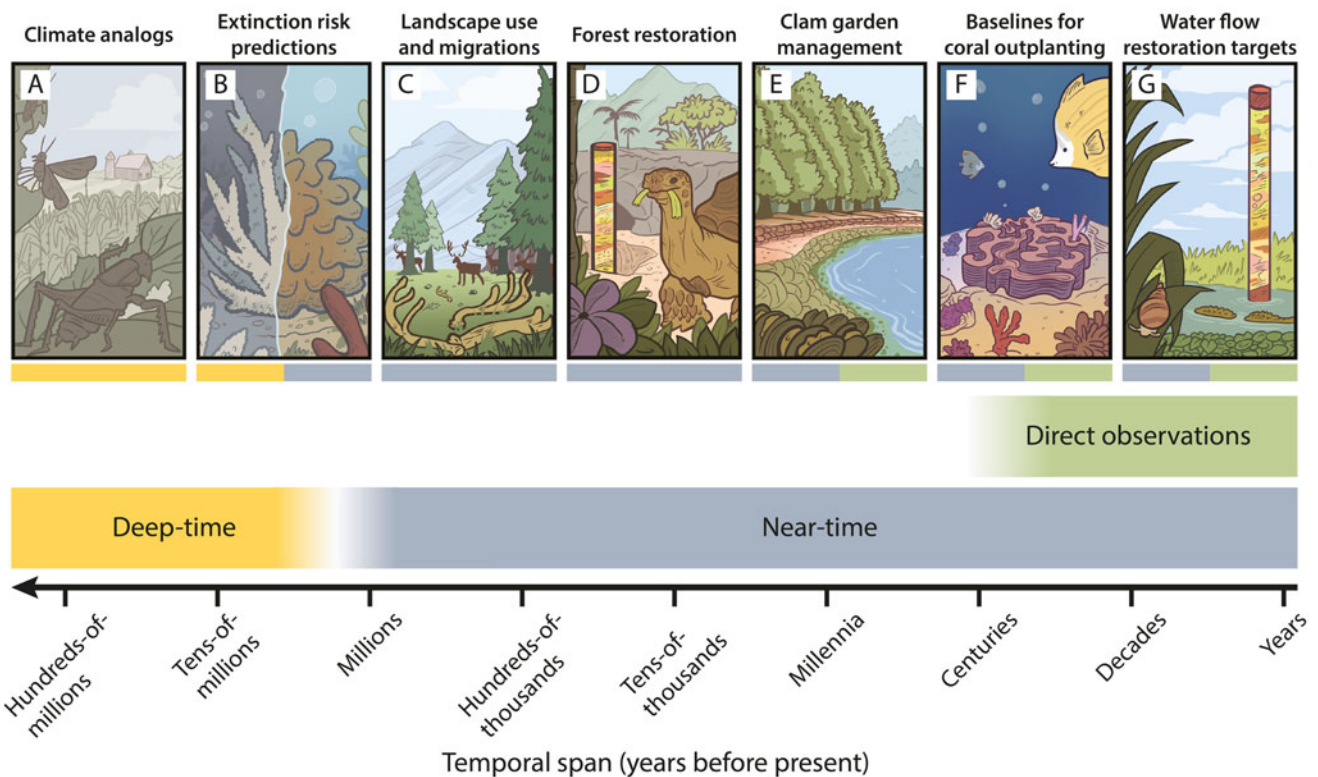 Climate analogs
Extinction risk
predictions
Landscape use
and migrations
Forest restoration
Clam garden
management
Baselines for
coral outplanting
Water flow
restoration targets
A
B
C
D
E
F
G
Direct observations
Deep-time
Near-time
Hundreds-of-
millions
Tens-of-
millions
Millions
Hundreds-of-
thousands
Tens-of-
thousands
Millennia
Centuries
Decades
Years
Temporal span (years before present)